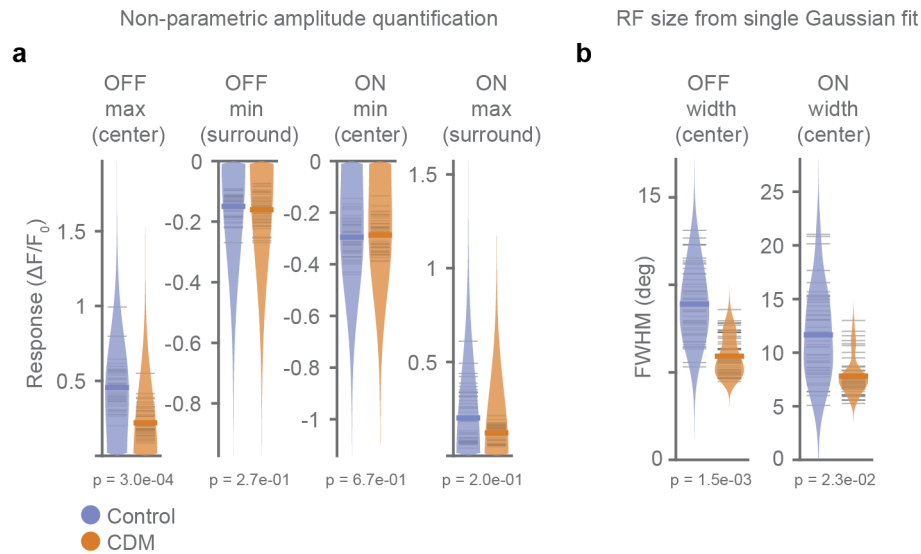 Non-parametric amplitude quantification
RF size from single Gaussian fit
a
b
OFF
max
(center)
OFF
min
(surround)
ON
min
(center)
ON
max
(surround)
OFF
width
(center)
ON
width
(center)
Response (ΔF/F₀)
1.5
1
0.5
0
-0.2
-0.4
-0.6
-0.8
0
-0.2
-0.4
-0.6
-0.8
-1
1.5
1
0.5
FWHM (deg)
15
0
25
20
15
10
5
0
p = 3.0e-04
p = 2.7e-01
p = 6.7e-01
p = 2.0e-01
p = 1.5e-03
p = 2.3e-02
Control
CDM